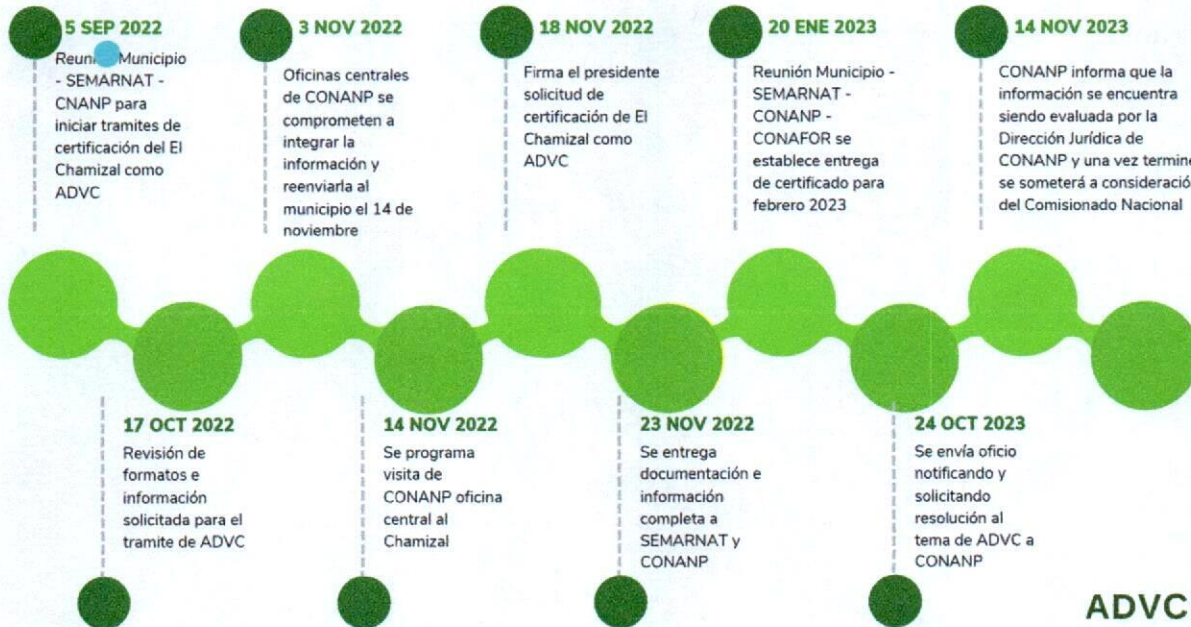 5 SEP 2022
Reunión Municipio
- SEMARNAT -
CNANP para
iniciar tramites de
certificación del El
Chamizal como
ADVC
3 NOV 2022
Oficinas centrales
de CONANP se
comprometen a
integrar la
información y
reenviarla al
municipio el 14 de
noviembre
18 NOV 2022
Firma el presidente
solicitud de
certificación de El
Chamizal como
ADVC
20 ENE 2023
Reunión Municipio -
SEMARNAT -
CONANP -
CONAFOR se
establece entrega
de certificado para
febrero 2023
14 NOV 2023
CONANP informa que la
información se encuentra
siendo evaluada por la
Dirección Jurídica de
CONANP y una vez termine
se someterá a consideració
del Comisionado Nacional
17 OCT 2022
Revisión de
formatos e
información
solicitada para el
tramite de ADVC
14 NOV 2022
Se programa
visita de
CONANP oficina
central al
Chamizal
23 NOV 2022
Se entrega
documentación e
información
completa a
SEMARNAT y
CONANP
24 OCT 2023
Se envía oficio
notificando y
solicitando
resolución al
tema de ADVC a
CONANP
ADVC